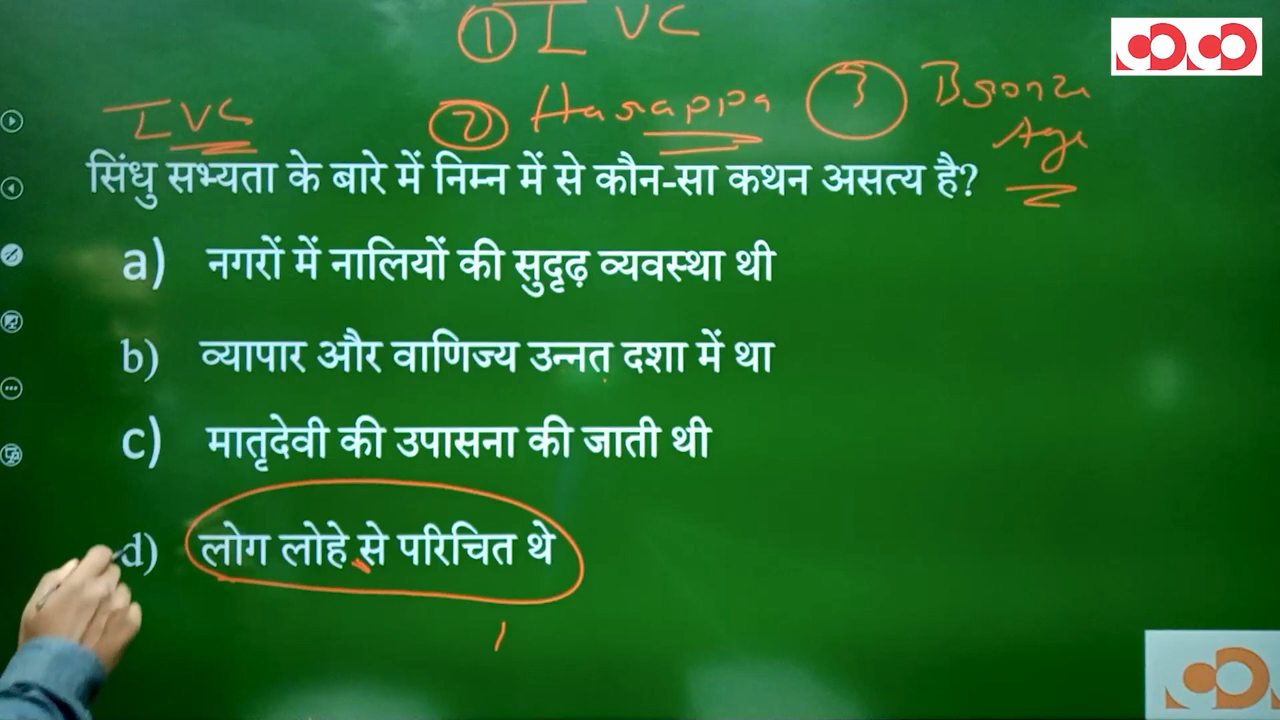 ① IVC
IVC ② Harappa ③ Bronze
Age
सिंधु सभ्यता के बारे में निम्न में से कौन-सा कथन असत्य है?
a) नगरों में नालियों की सुदृढ़ व्यवस्था थी
b) व्यापार और वाणिज्य उन्नत दशा में था
c) मातृदेवी की उपासना की जाती थी
d) लोग लोहे से परिचित थे